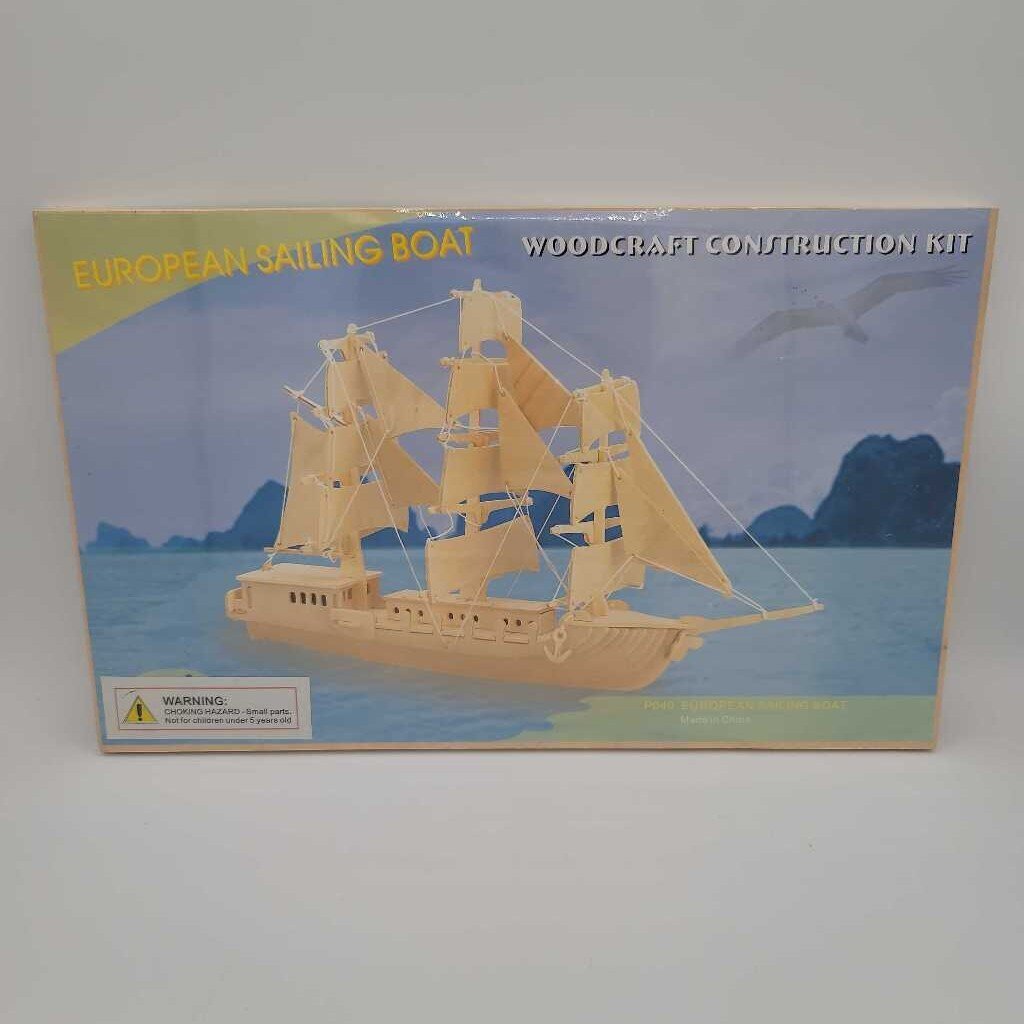 EUROPEAN SAILING BOAT
WOODCRAFT CONSTRUCTION KIT
WARNING:
CHOKING HAZARD - Small parts.
Not for children under 5 years old
P040 EUROPEAN SAILING BOAT
Made in China